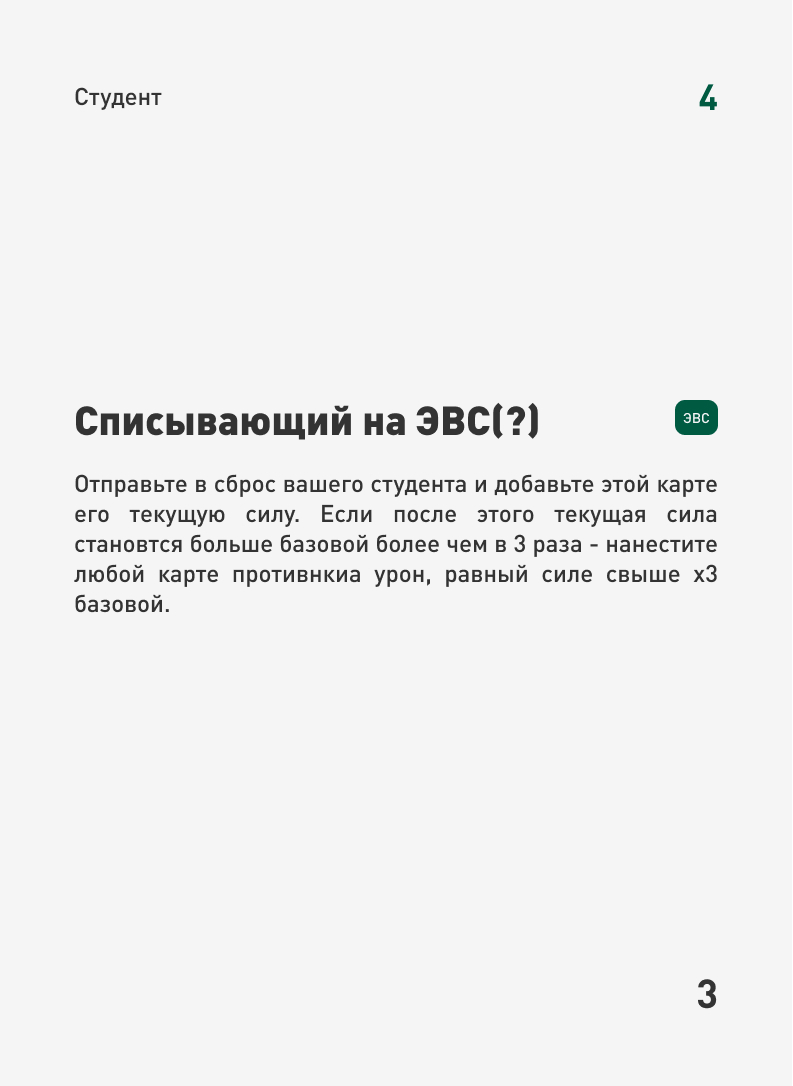 Студент
4
Списывающий на ЭВС(?)
ЭВС
Отправьте в сброс вашего студента и добавьте этой карте
его текущую силу. Если после этого текущая сила
становтся больше базовой более чем в 3 раза - нанестите
любой карте противнкиа урон, равный силе свыше х3
базовой.
3